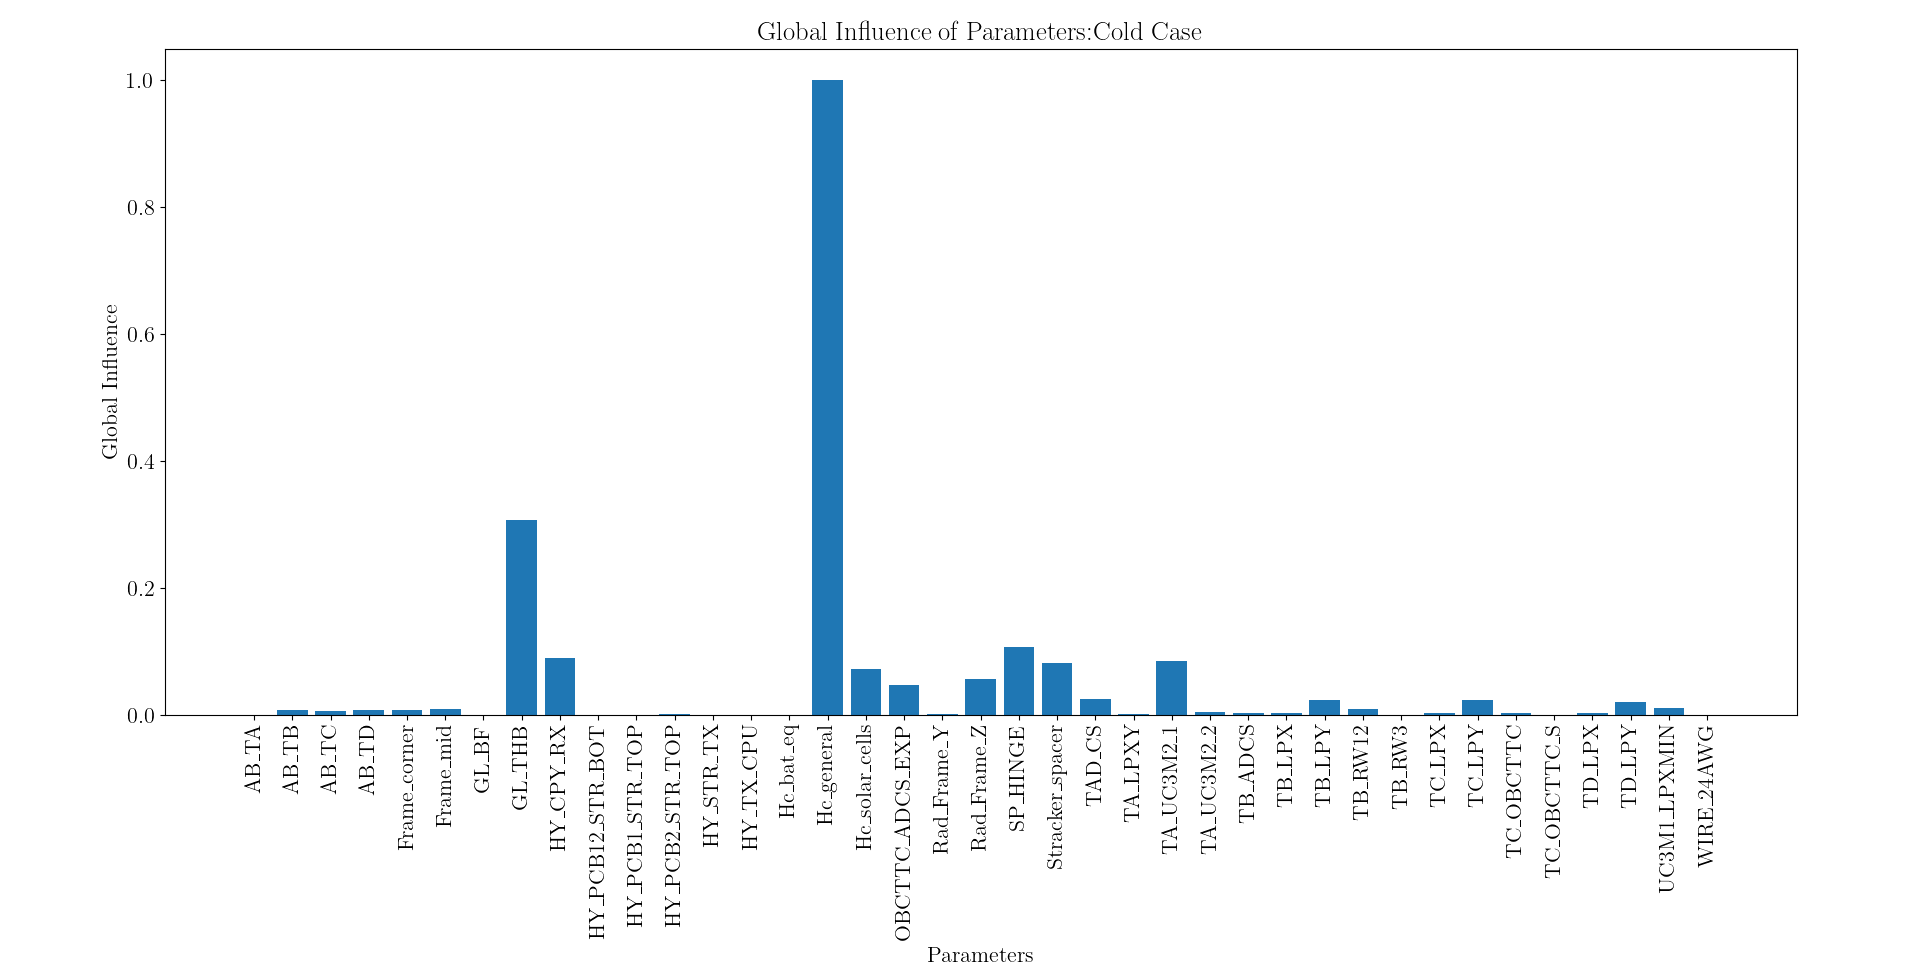 Global Influence of Parameters:Cold Case
Global Influence
1.0
0.8
0.6
0.4
0.2
0.0
AB_TA
AB_TB
AB_TC
AB_TD
Frame_corner
Frame_mid
GL_BF
GL_THB
HY_CPY_RX
HY_PCB12_STR_BOT
HY_PCB1_STR_TOP
HY_PCB2_STR_TOP
HY_STR_TX
HY_TX_CPU
Hc_bat_eq
Hc_general
Hc_solar_cells
OBCTTC_ADCS_EXP
Rad_Frame_Y
Rad_Frame_Z
SP_HINGE
Stracker_spacer
TAD_CS
TA_LPXY
TA_UC3M2_1
TA_UC3M2_2
TB_ADCS
TB_LPX
TB_LPY
TB_RW12
TB_RW3
TC_LPX
TC_LPY
TC_OBCTTC
TC_OBCTTC_S
TD_LPX
TD_LPY
UC3M1_LPXMIN
WIRE_24AWG
Parameters